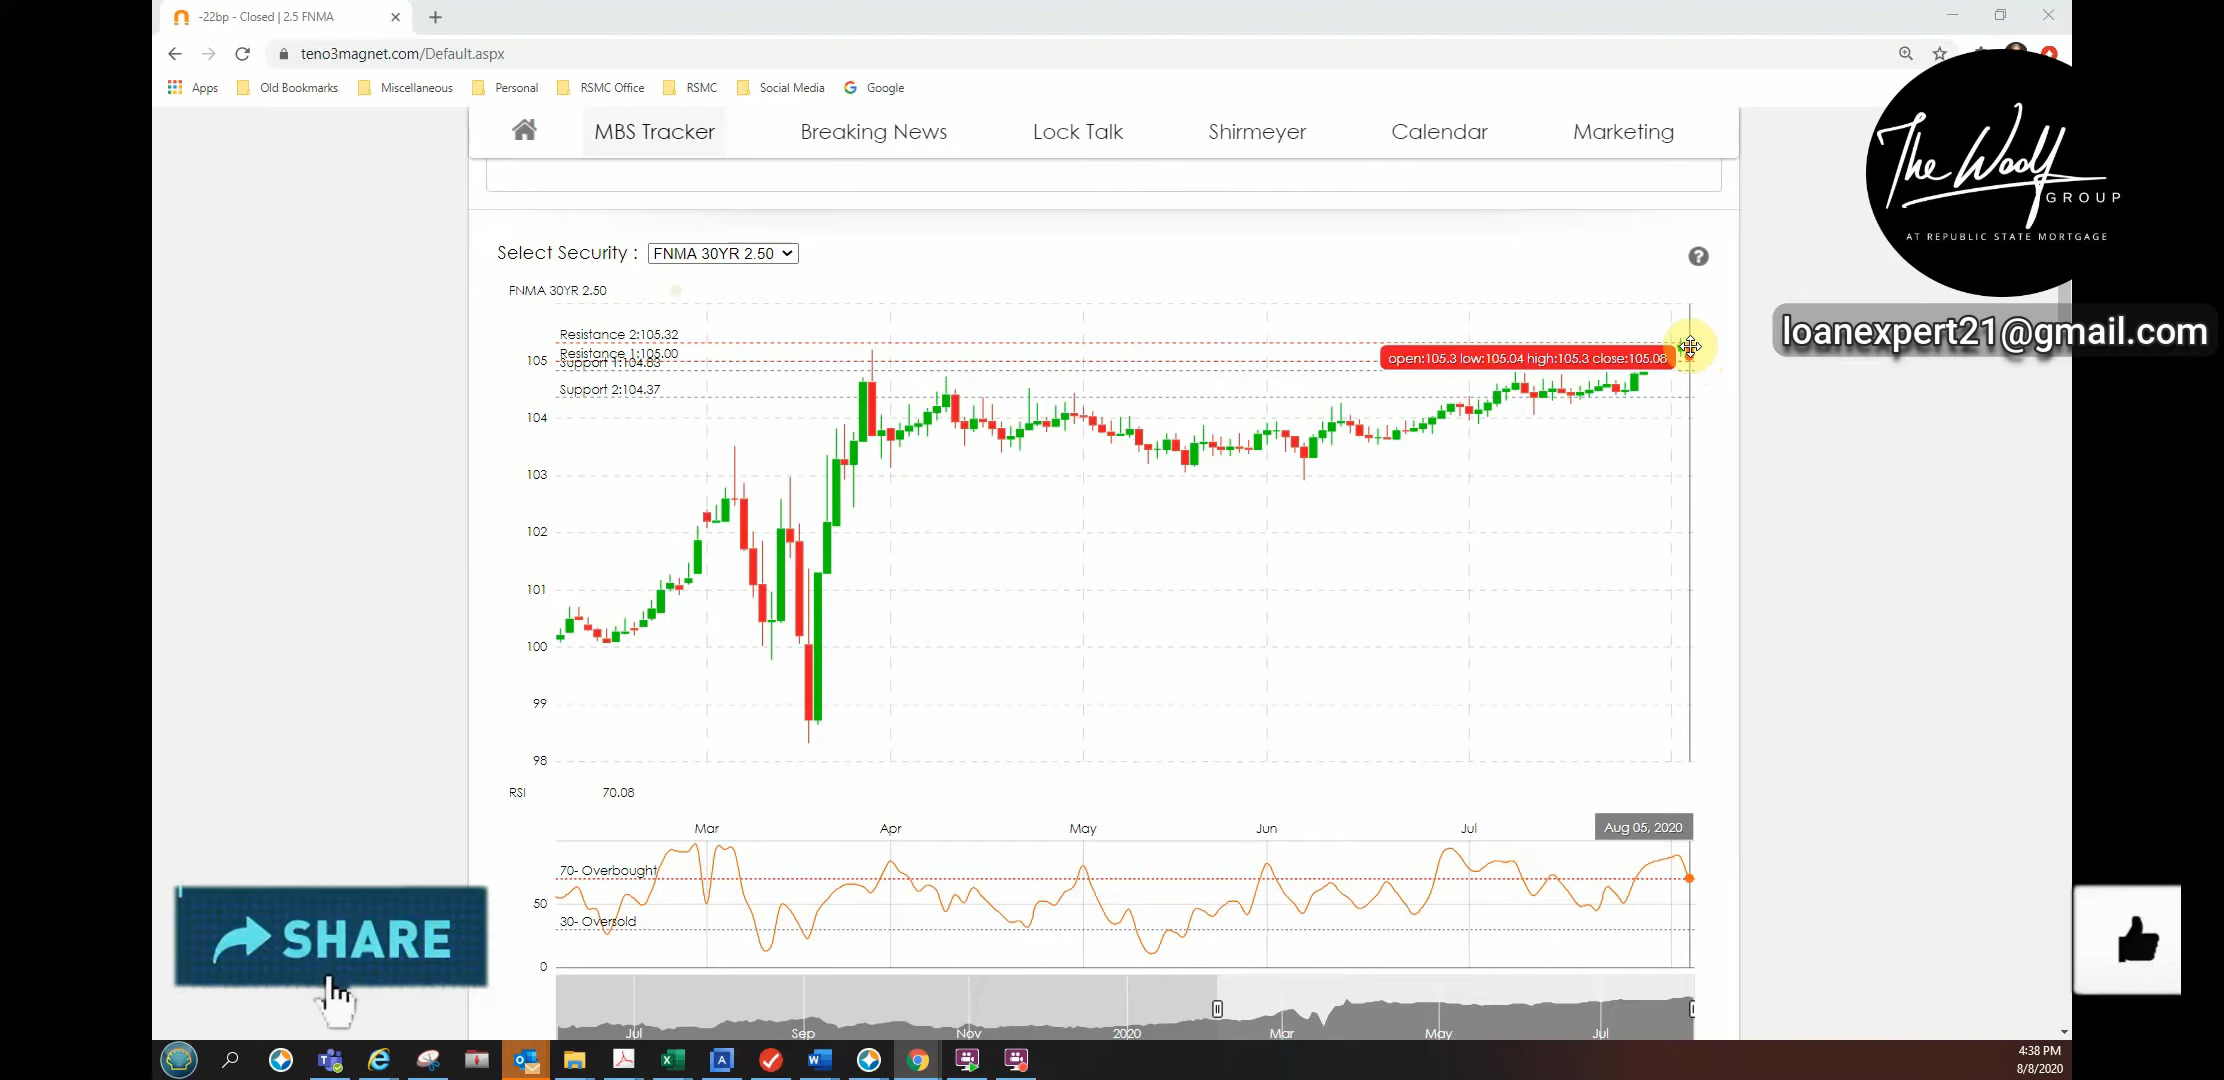 -22bp - Closed | 2.5 FNMA
teno3magnet.com/Default.aspx
Apps Old Bookmarks Miscellaneous Personal RSMC Office RSMC Social Media Google
MBS Tracker Breaking News Lock Talk Shirmeyer Calendar Marketing
The Woolf
GROUP
AT REPUBLIC STATE MORTGAGE
loanexpert21@gmail.com
Select Security : FNMA 30YR 2.50
FNMA 30YR 2.50
Resistance 2:105.32
Resistance 1:105.00
Support 1:104.83
Support 2:104.37
open:105.3 low:105.04 high:105.3 close:105.08
105
104
103
102
101
100
99
98
RSI 70.08
Mar Apr May Jun Jul Aug 05, 2020
70- Overbought
50
30- Oversold
0
Jul Sep Nov 2020 Mar May Jul
SHARE
4:38 PM
8/8/2020